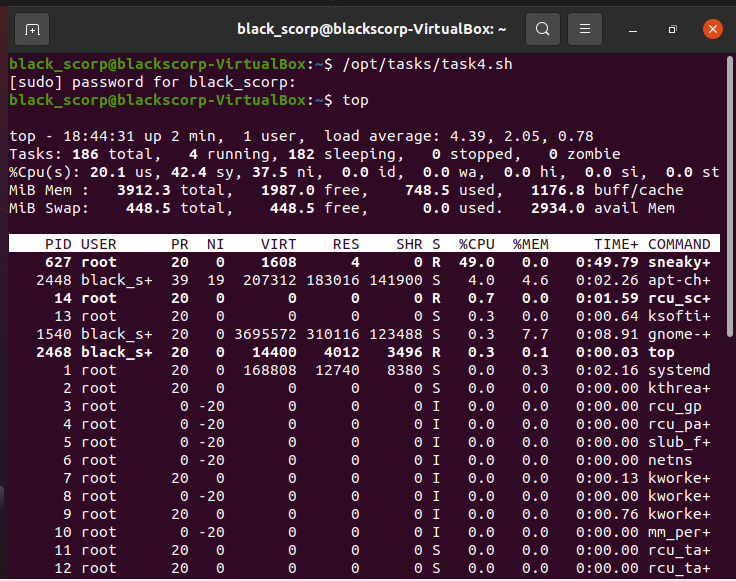 black_scorp@blackscorp-VirtualBox: ~
black_scorp@blackscorp-VirtualBox:~$ /opt/tasks/task4.sh
[sudo] password for black_scorp:
black_scorp@blackscorp-VirtualBox:~$ top
top - 18:44:31 up 2 min,  1 user,  load average: 4.39, 2.05, 0.78
Tasks: 186 total,   4 running, 182 sleeping,   0 stopped,   0 zombie
%Cpu(s): 20.1 us, 42.4 sy, 37.5 ni,  0.0 id,  0.0 wa,  0.0 hi,  0.0 si,  0.0 st
MiB Mem :   3912.3 total,   1987.0 free,    748.5 used,   1176.8 buff/cache
MiB Swap:    448.5 total,    448.5 free,      0.0 used.   2934.0 avail Mem
PID USER      PR  NI    VIRT    RES    SHR S  %CPU  %MEM     TIME+ COMMAND
627 root      20   0    1608      4      0 R  49.0   0.0   0:49.79 sneaky+
2448 black_s+  39  19  207312 183016 141900 S   4.0   4.6   0:02.26 apt-ch+
14 root      20   0       0      0      0 R   0.7   0.0   0:01.59 rcu_sc+
13 root      20   0       0      0      0 S   0.3   0.0   0:00.64 ksofti+
1540 black_s+  20   0 3695572 310116 123488 S   0.3   7.7   0:08.91 gnome-+
2468 black_s+  20   0   14400   4012   3496 R   0.3   0.1   0:00.03 top
1 root      20   0  168808  12740   8380 S   0.0   0.3   0:02.16 systemd
2 root      20   0       0      0      0 S   0.0   0.0   0:00.00 kthrea+
3 root       0 -20       0      0      0 I   0.0   0.0   0:00.00 rcu_gp
4 root       0 -20       0      0      0 I   0.0   0.0   0:00.00 rcu_pa+
5 root       0 -20       0      0      0 I   0.0   0.0   0:00.00 slub_f+
6 root       0 -20       0      0      0 I   0.0   0.0   0:00.00 netns
7 root      20   0       0      0      0 I   0.0   0.0   0:00.13 kworke+
8 root       0 -20       0      0      0 I   0.0   0.0   0:00.00 kworke+
9 root      20   0       0      0      0 I   0.0   0.0   0:00.76 kworke+
10 root       0 -20       0      0      0 I   0.0   0.0   0:00.00 mm_per+
11 root      20   0       0      0      0 S   0.0   0.0   0:00.00 rcu_ta+
12 root      20   0       0      0      0 S   0.0   0.0   0:00.00 rcu_ta+